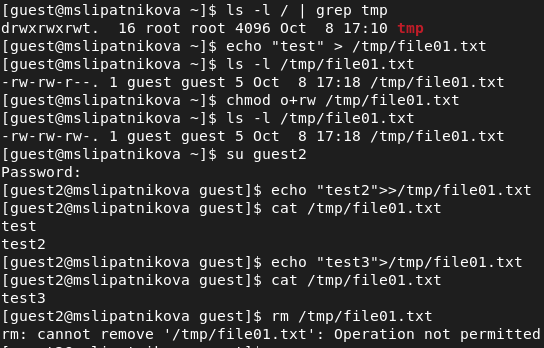 [guest@mslipatnikova ~]$ ls -l / | grep tmp
drwxrwxrwt.  16 root root 4096 Oct  8 17:10 tmp
[guest@mslipatnikova ~]$ echo "test" > /tmp/file01.txt
[guest@mslipatnikova ~]$ ls -l /tmp/file01.txt
-rw-rw-r--. 1 guest guest 5 Oct  8 17:18 /tmp/file01.txt
[guest@mslipatnikova ~]$ chmod o+rw /tmp/file01.txt
[guest@mslipatnikova ~]$ ls -l /tmp/file01.txt
-rw-rw-rw-. 1 guest guest 5 Oct  8 17:18 /tmp/file01.txt
[guest@mslipatnikova ~]$ su guest2
Password:
[guest2@mslipatnikova guest]$ echo "test2">>/tmp/file01.txt
[guest2@mslipatnikova guest]$ cat /tmp/file01.txt
test
test2
[guest2@mslipatnikova guest]$ echo "test3">/tmp/file01.txt
[guest2@mslipatnikova guest]$ cat /tmp/file01.txt
test3
[guest2@mslipatnikova guest]$ rm /tmp/file01.txt
rm: cannot remove '/tmp/file01.txt': Operation not permitted